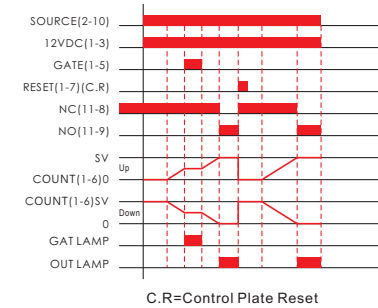 SOURCE(2-10)
12VDC(1-3)
GATE(1-5)
RESET(1-7)(C.R)
NC(11-8)
NO(11-9)
SV
Up
COUNT(1-6)0
COUNT(1-6)SV
Down
0
GAT LAMP
OUT LAMP
C.R=Control Plate Reset